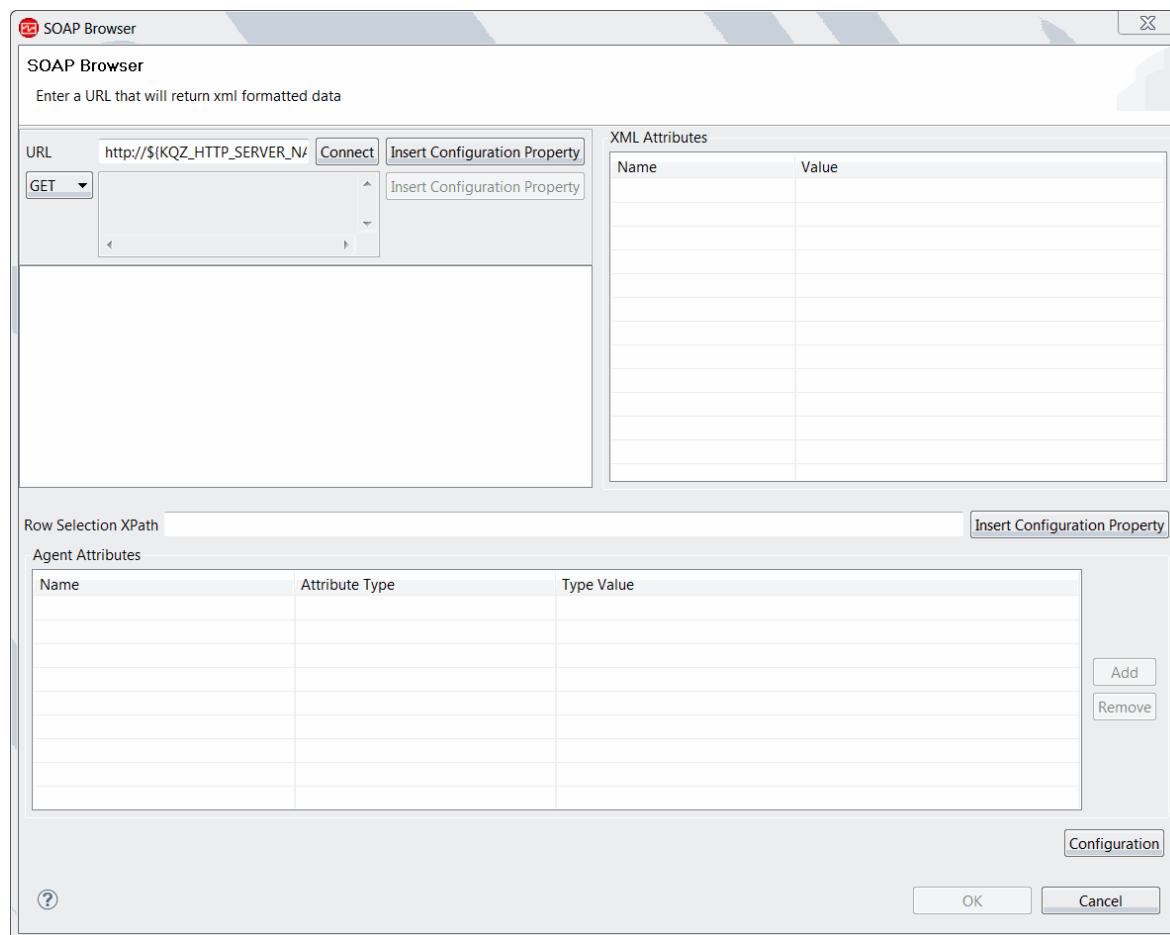 SOAP Browser
SOAP Browser
Enter a URL that will return xml formatted data
URL http://${KQZ_HTTP_SERVER_NA Connect Insert Configuration Property
GET Insert Configuration Property
XML Attributes
Name Value
Row Selection XPath Insert Configuration Property
Agent Attributes
Name Attribute Type Type Value
Add
Remove
Configuration
? OK Cancel